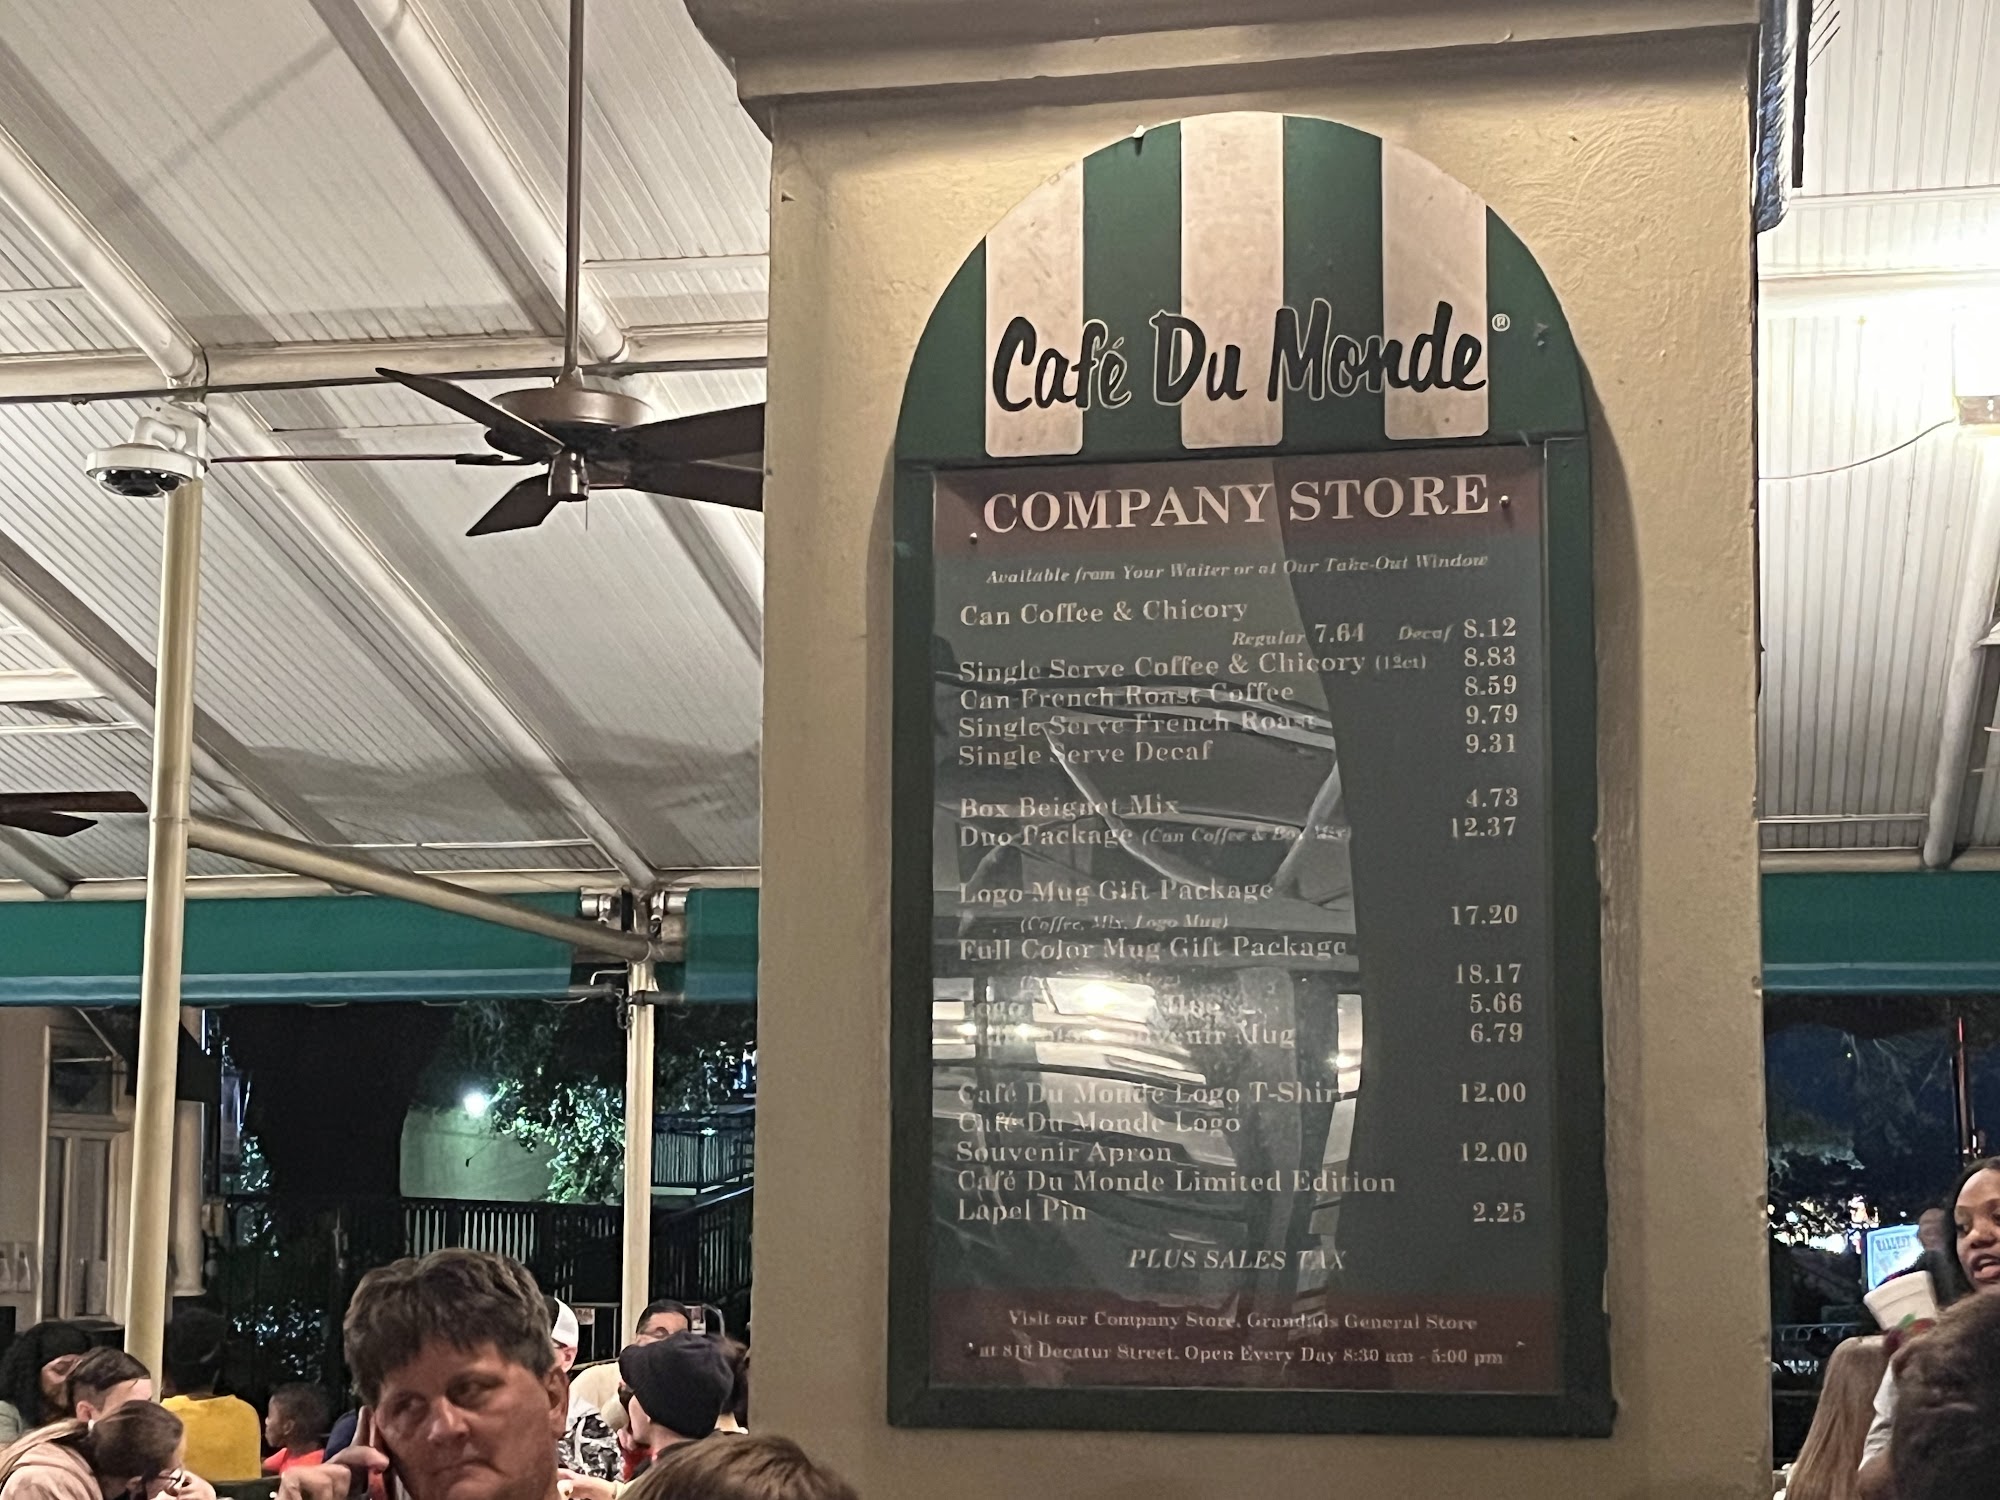 Café Du Monde®
COMPANY STORE
Available from Your Waiter or at Our Take-Out Window
Can Coffee & Chicory
Regular 7.64 Decaf 8.12
Single Serve Coffee & Chicory (12ct) 8.83
Can French Roast Coffee 8.59
Single Serve French Roast 9.79
Single Serve Decaf 9.31
Box Beignet Mix 4.73
Duo Package (Can Coffee & Box Mix) 12.37
Logo Mug Gift Package
(Coffee, Mix, Logo Mug) 17.20
Full Color Mug Gift Package
18.17
Logo Mug 5.66
Souvenir Mug 6.79
Café Du Monde Logo T-Shirt 12.00
Café Du Monde Logo
Souvenir Apron 12.00
Café Du Monde Limited Edition
Lapel Pin 2.25
PLUS SALES TAX
Visit our Company Store, Grandads General Store
at 818 Decatur Street. Open Every Day 8:30 am - 5:00 pm